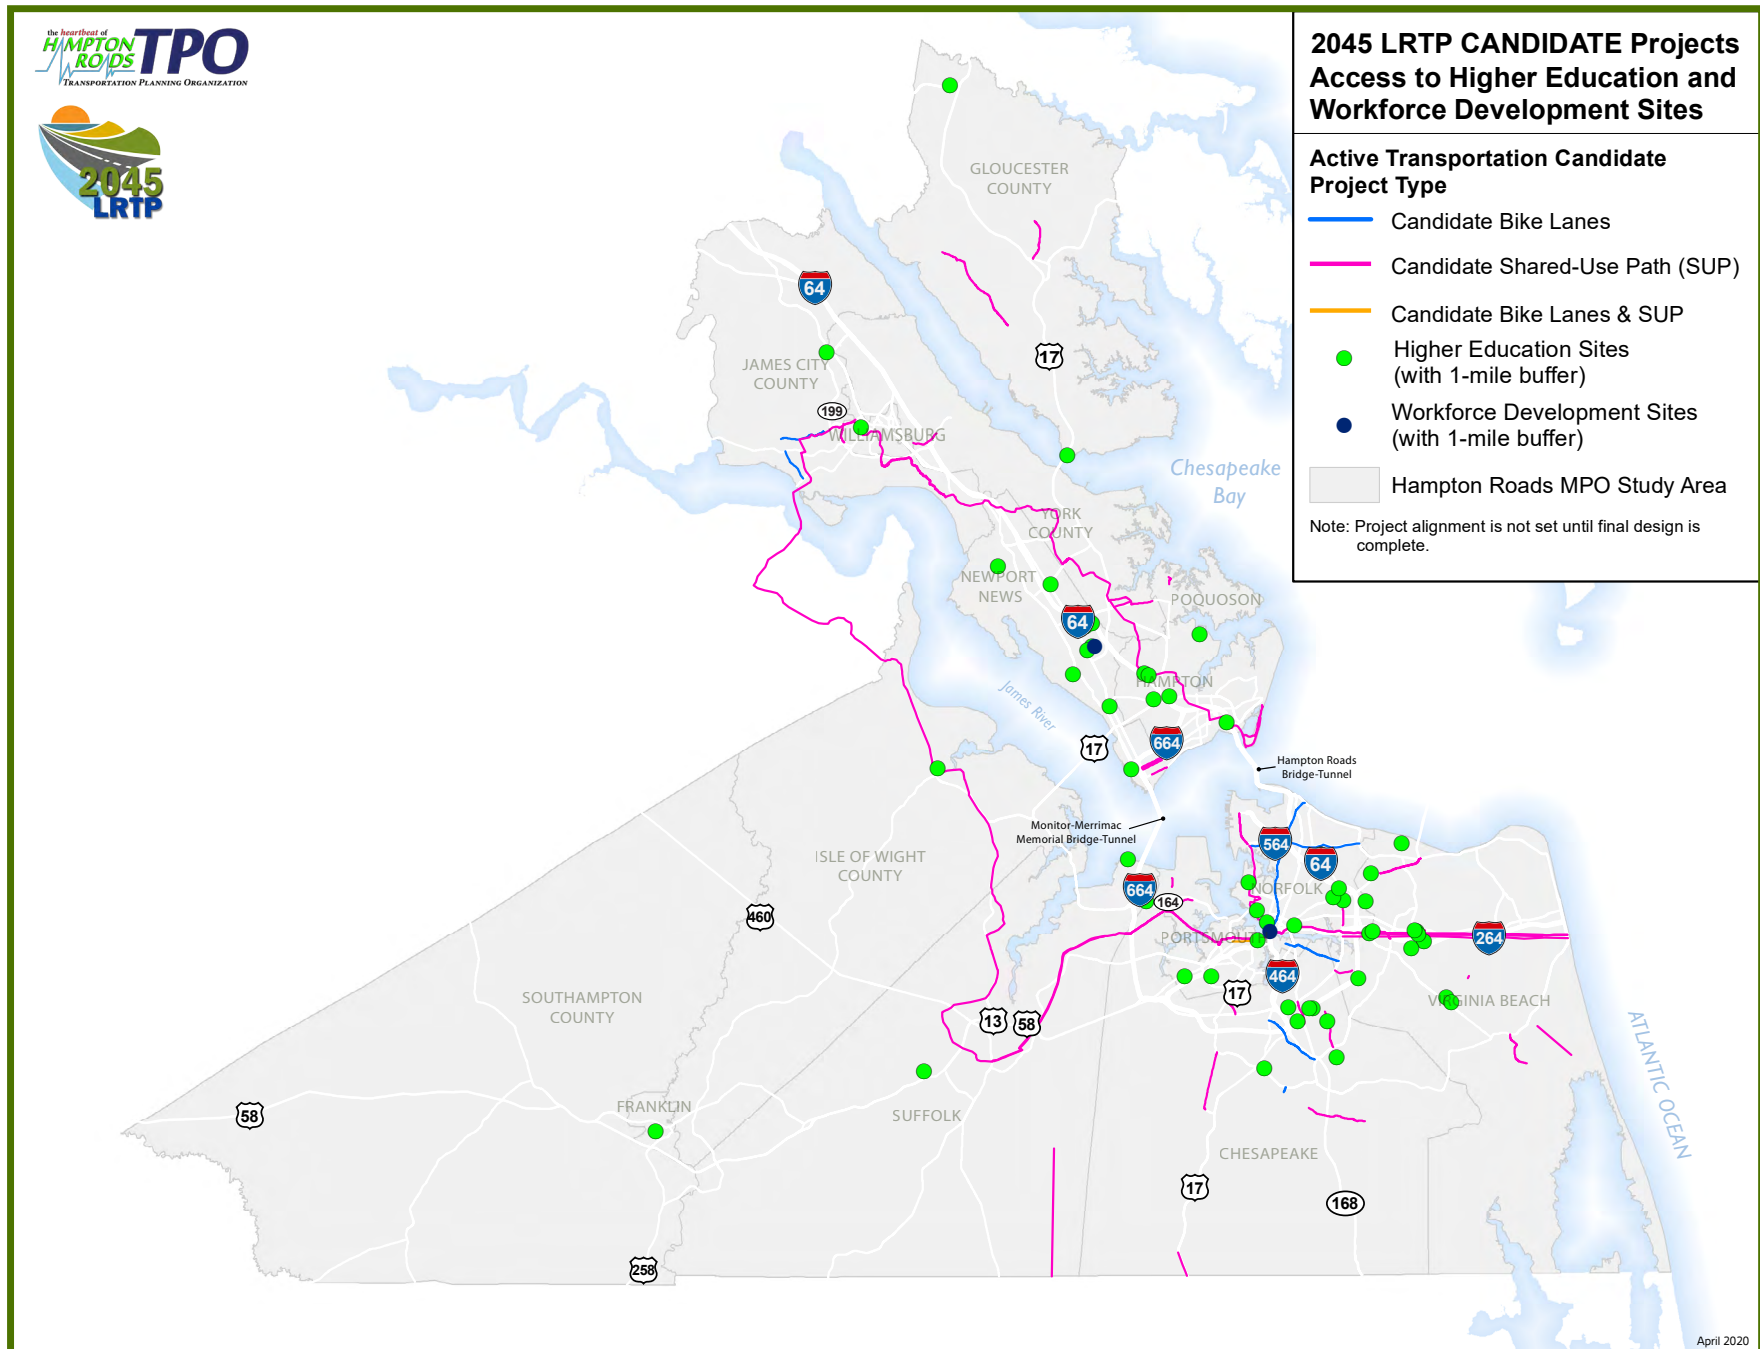 the heartbeat of
HAMPTON
ROADS
TPO
TRANSPORTATION PLANNING ORGANIZATION
2045
LRTP
2045 LRTP CANDIDATE Projects
Access to Higher Education and
Workforce Development Sites
Active Transportation Candidate
Project Type
Candidate Bike Lanes
Candidate Shared-Use Path (SUP)
Candidate Bike Lanes & SUP
Higher Education Sites
(with 1-mile buffer)
Workforce Development Sites
(with 1-mile buffer)
Hampton Roads MPO Study Area
Note: Project alignment is not set until final design is
complete.
GLOUCESTER
COUNTY
64
17
JAMES CITY
COUNTY
199
WILLIAMSBURG
Chesapeake
Bay
YORK
COUNTY
NEWPORT
NEWS
POQUOSON
64
HAMPTON
James River
17
664
Hampton Roads
Bridge-Tunnel
Monitor-Merrimac
Memorial Bridge-Tunnel
564
64
ISLE OF WIGHT
COUNTY
664
164
NORFOLK
460
PORTSMOUTH
264
464
17
SOUTHAMPTON
COUNTY
VIRGINIA BEACH
13
58
ATLANTIC OCEAN
58
FRANKLIN
SUFFOLK
CHESAPEAKE
17
168
258
April 2020